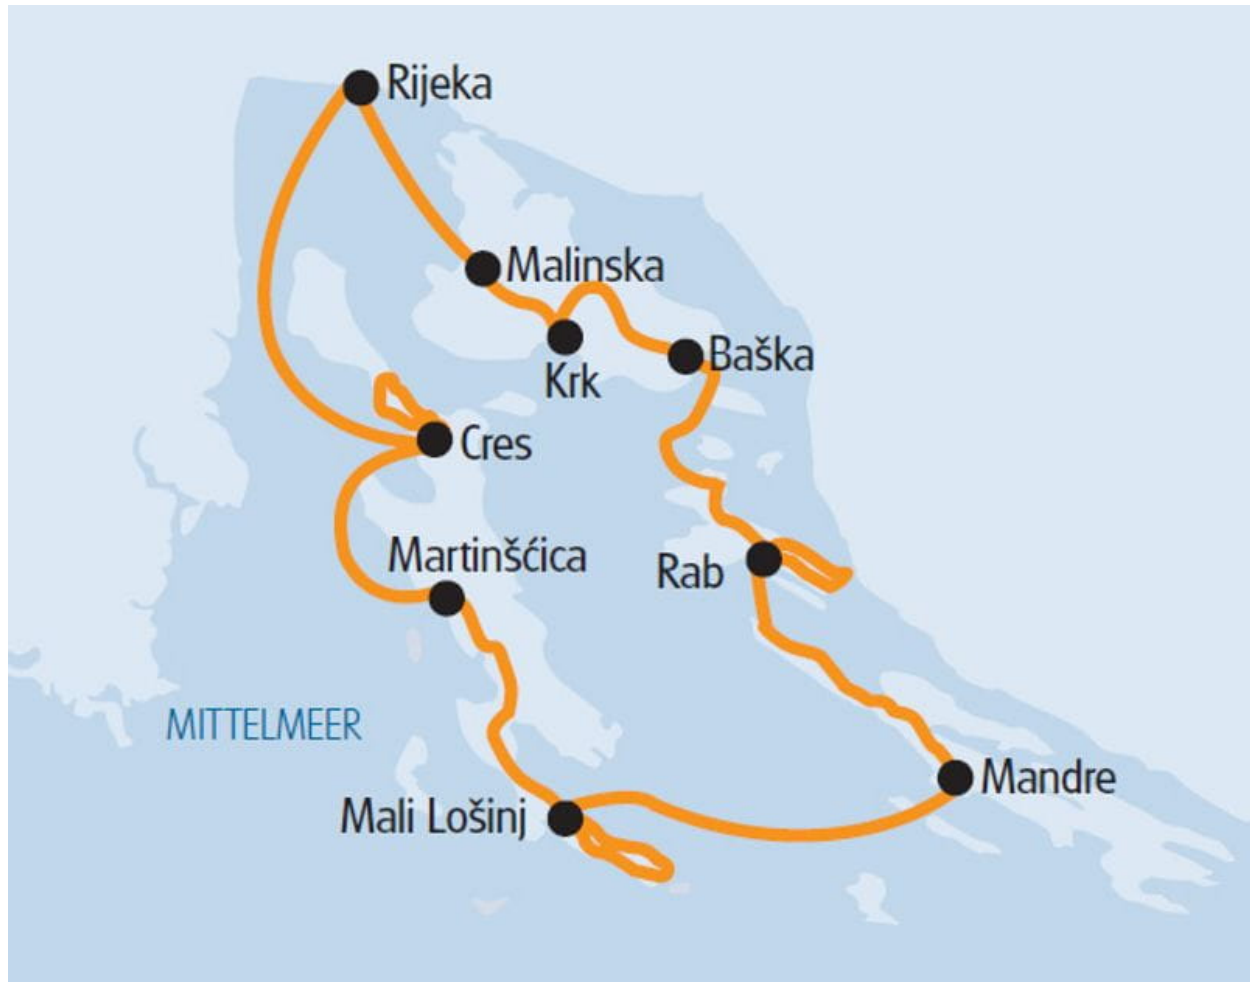 Rijeka
Malinska
Baška
Krk
Cres
Martinšćica
Rab
MITTELMEER
Mandre
Mali Lošinj